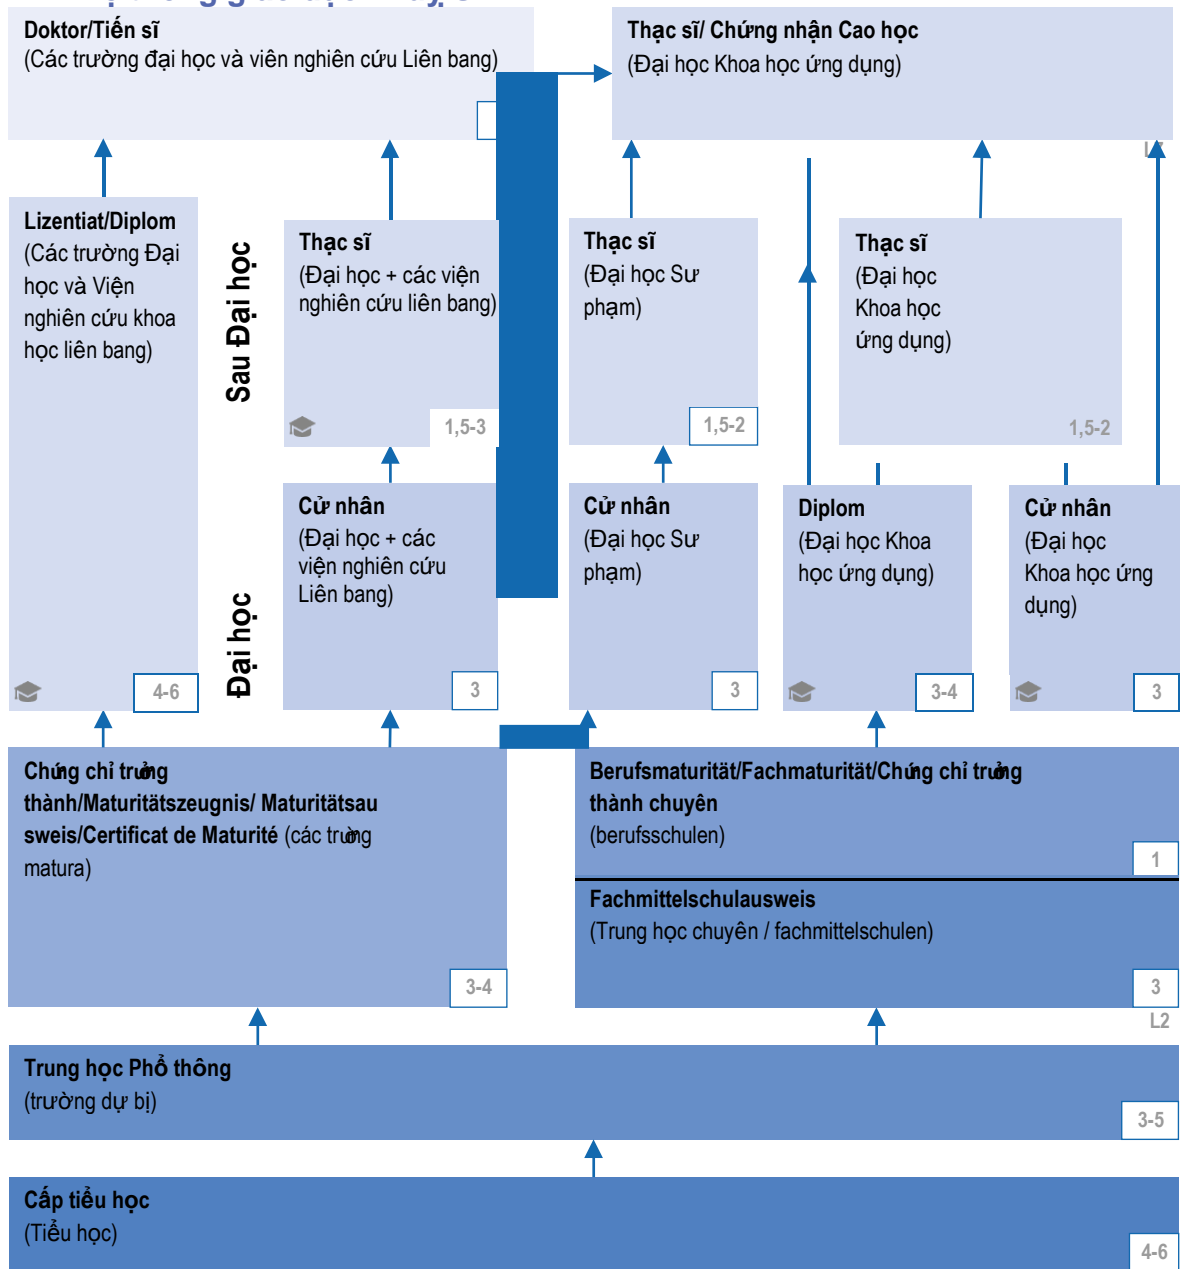 Doktor/Tiến sĩ
(Các trường đại học và viên nghiên cứu Liên bang)
Thạc sĩ/ Chứng nhận Cao học
(Đại học Khoa học ứng dụng)
Lizentiat/Diplom
(Các trường Đại
học và Viện
nghiên cứu khoa
học liên bang)
4-6
Sau Đại học
Thạc sĩ
(Đại học + các viện
nghiên cứu liên bang)
1,5-3
Thạc sĩ
(Đại học Sư
phạm)
1,5-2
Thạc sĩ
(Đại học
Khoa học
ứng dụng)
1,5-2
Đại học
Cử nhân
(Đại học + các
viện nghiên cứu
Liên bang)
3
Cử nhân
(Đại học Sư
phạm)
3
Diplom
(Đại học Khoa
học ứng dụng)
3-4
Cử nhân
(Đại học
Khoa học ứng
dụng)
3
Chứng chỉ trưởng
thành/Maturitätszeugnis/ Maturitätsau
sweis/Certificat de Maturité (các trường
matura)
3-4
Berufsmaturität/Fachmaturität/Chứng chỉ trưởng
thành chuyên
(berufsschulen)
1
Fachmittelschulausweis
(Trung học chuyên / fachmittelschulen)
3
L2
Trung học Phổ thông
(trường dự bị)
3-5
Cấp tiểu học
(Tiểu học)
4-6